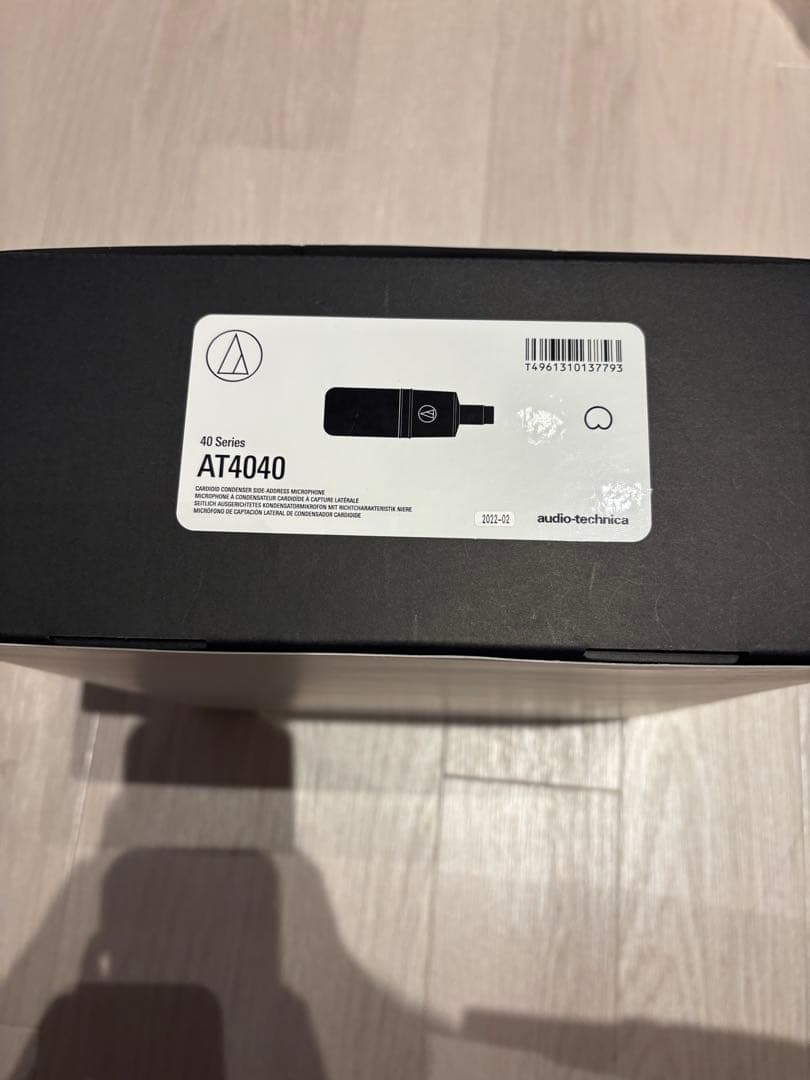 T4961310137793
40 Series
AT4040
CARDIOID CONDENSER SIDE-ADDRESS MICROPHONE
MICROPHONE À CONDENSATEUR CARDIOÏDE À CAPTURE LATÉRALE
SEITLICH AUSGERICHTETES KONDENSATORMIKROFON MIT RICHTCHARAKTERISTIK NIERE
MICRÓFONO DE CAPTACIÓN LATERAL DE CONDENSADOR CARDIOIDE
2022-02
audio-technica